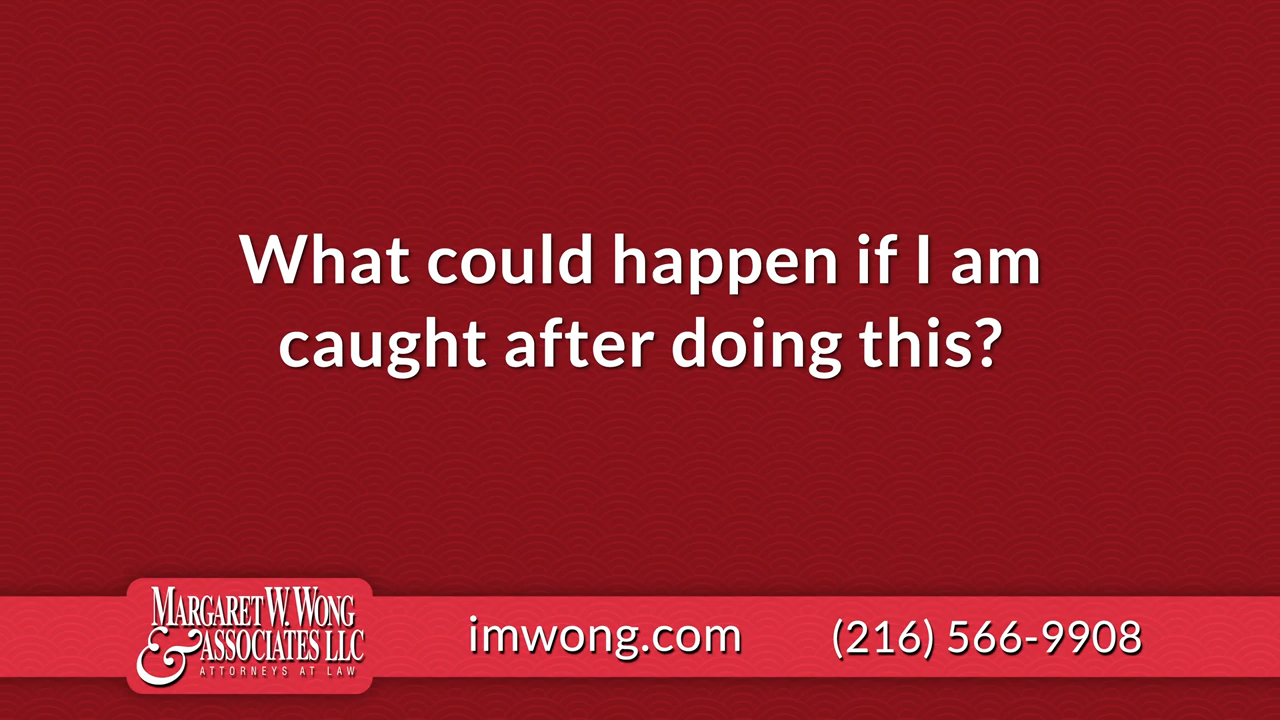 What could happen if I am
caught after doing this?
MARGARET W. WONG
& ASSOCIATES LLC
ATTORNEYS AT LAW
imwong.com
(216) 566-9908